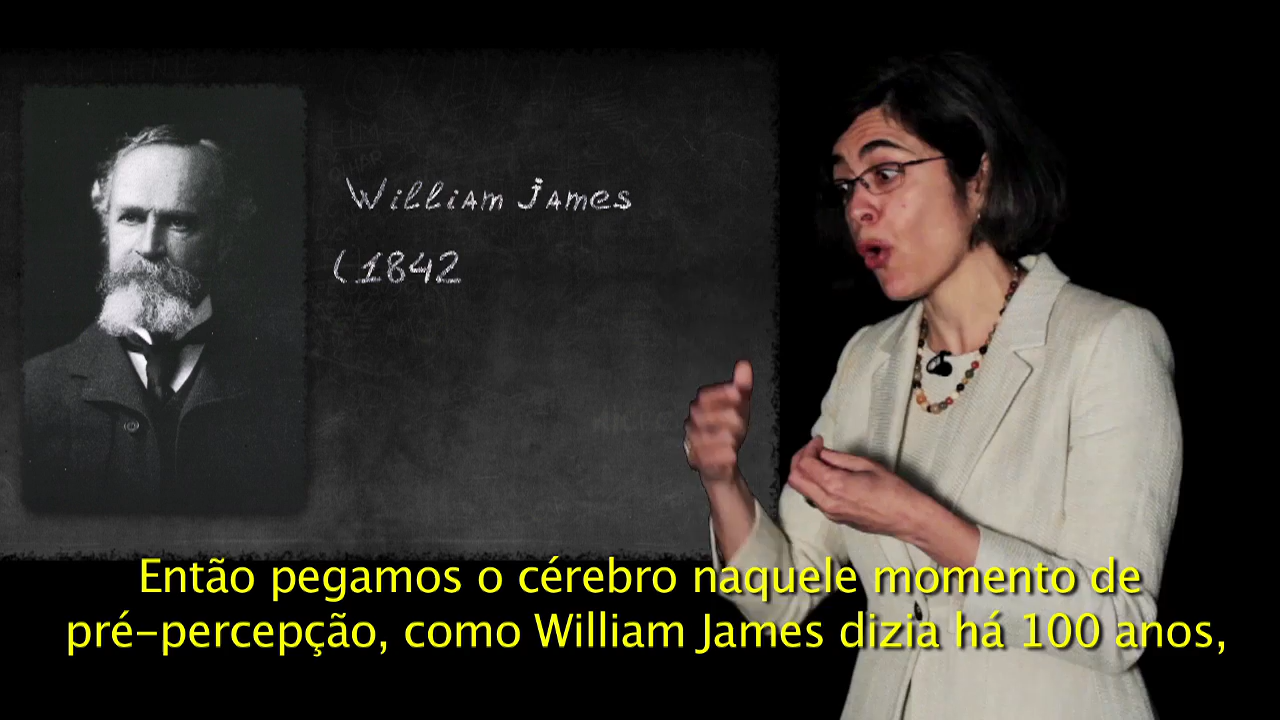 William James
(1842
Então pegamos o cérebro naquele momento de
pré-percepção, como William James dizia há 100 anos,